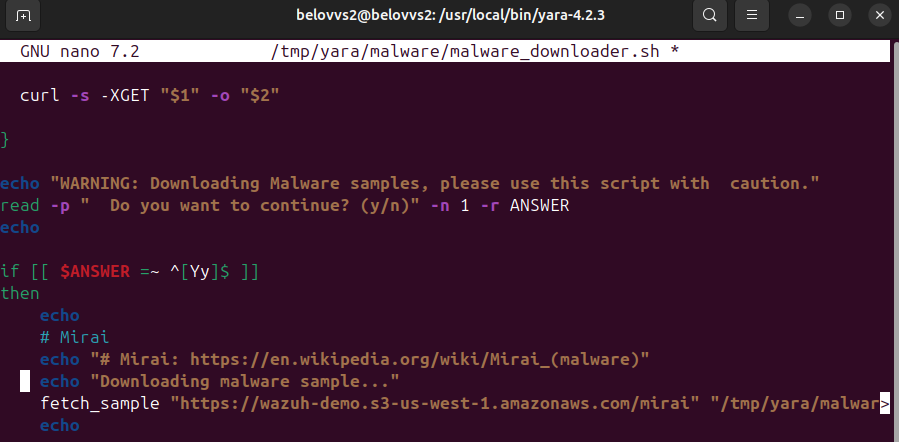 belovvs2@belovvs2: /usr/local/bin/yara-4.2.3
GNU nano 7.2 /tmp/yara/malware/malware_downloader.sh *
curl -s -XGET "$1" -o "$2"
}
echo "WARNING: Downloading Malware samples, please use this script with  caution."
read -p "  Do you want to continue? (y/n)" -n 1 -r ANSWER
echo
if [[ $ANSWER =~ ^[Yy]$ ]]
then
echo
# Mirai
echo "# Mirai: https://en.wikipedia.org/wiki/Mirai_(malware)"
echo "Downloading malware sample..."
fetch_sample "https://wazuh-demo.s3-us-west-1.amazonaws.com/mirai" "/tmp/yara/malwar>
echo